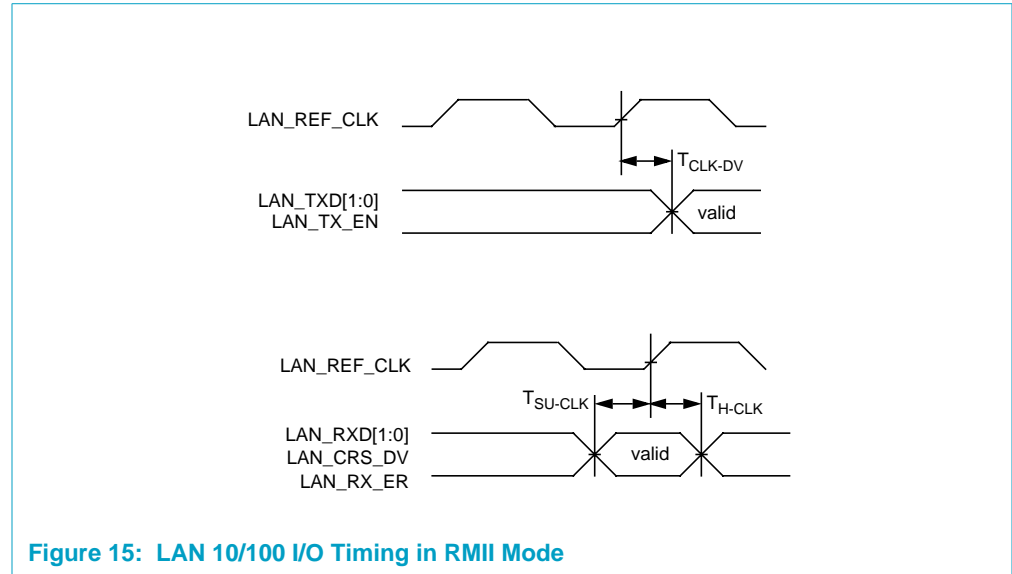 LAN_REF_CLK
TCLK-DV
LAN_TXD[1:0]
LAN_TX_EN
valid
LAN_REF_CLK
TSU-CLK
TH-CLK
LAN_RXD[1:0]
LAN_CRS_DV
LAN_RX_ER
valid
Figure 15: LAN 10/100 I/O Timing in RMII Mode